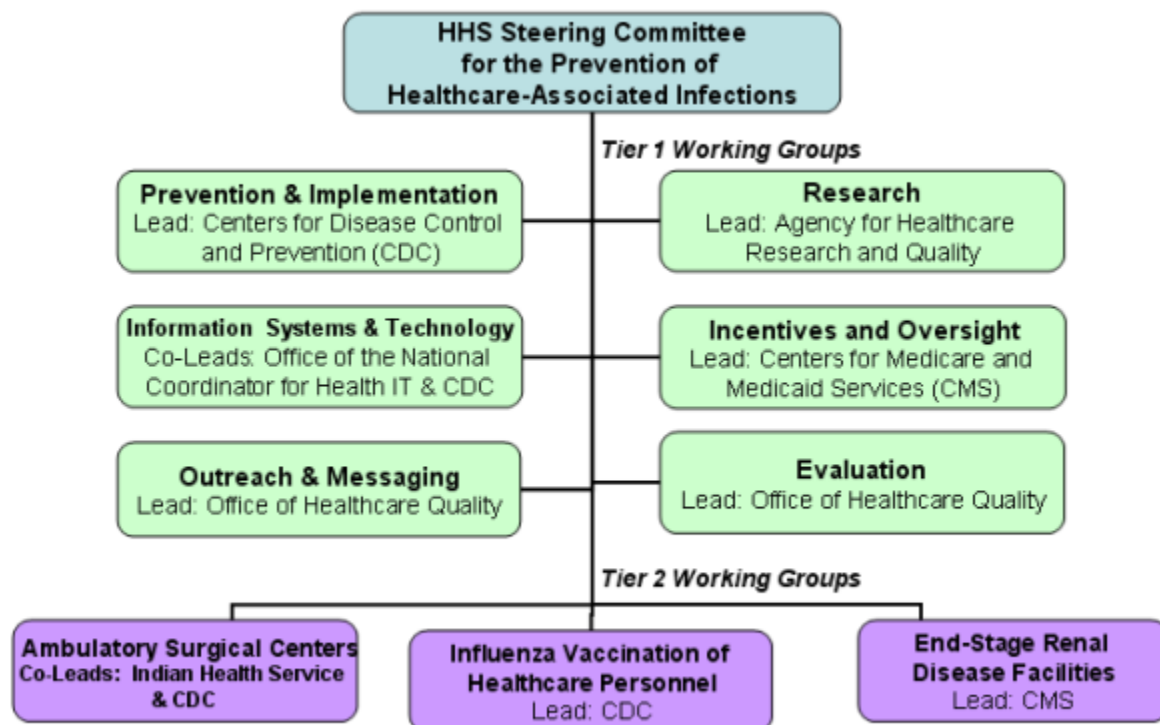 HHS Steering Committee
for the Prevention of
Healthcare-Associated Infections
Tier 1 Working Groups
Prevention & Implementation
Lead: Centers for Disease Control
and Prevention (CDC)
Research
Lead: Agency for Healthcare
Research and Quality
Information Systems & Technology
Co-Leads: Office of the National
Coordinator for Health IT & CDC
Incentives and Oversight
Lead: Centers for Medicare and
Medicaid Services (CMS)
Outreach & Messaging
Lead: Office of Healthcare Quality
Evaluation
Lead: Office of Healthcare Quality
Tier 2 Working Groups
Ambulatory Surgical Centers
Co-Leads: Indian Health Service
& CDC
Influenza Vaccination of
Healthcare Personnel
Lead: CDC
End-Stage Renal
Disease Facilities
Lead: CMS